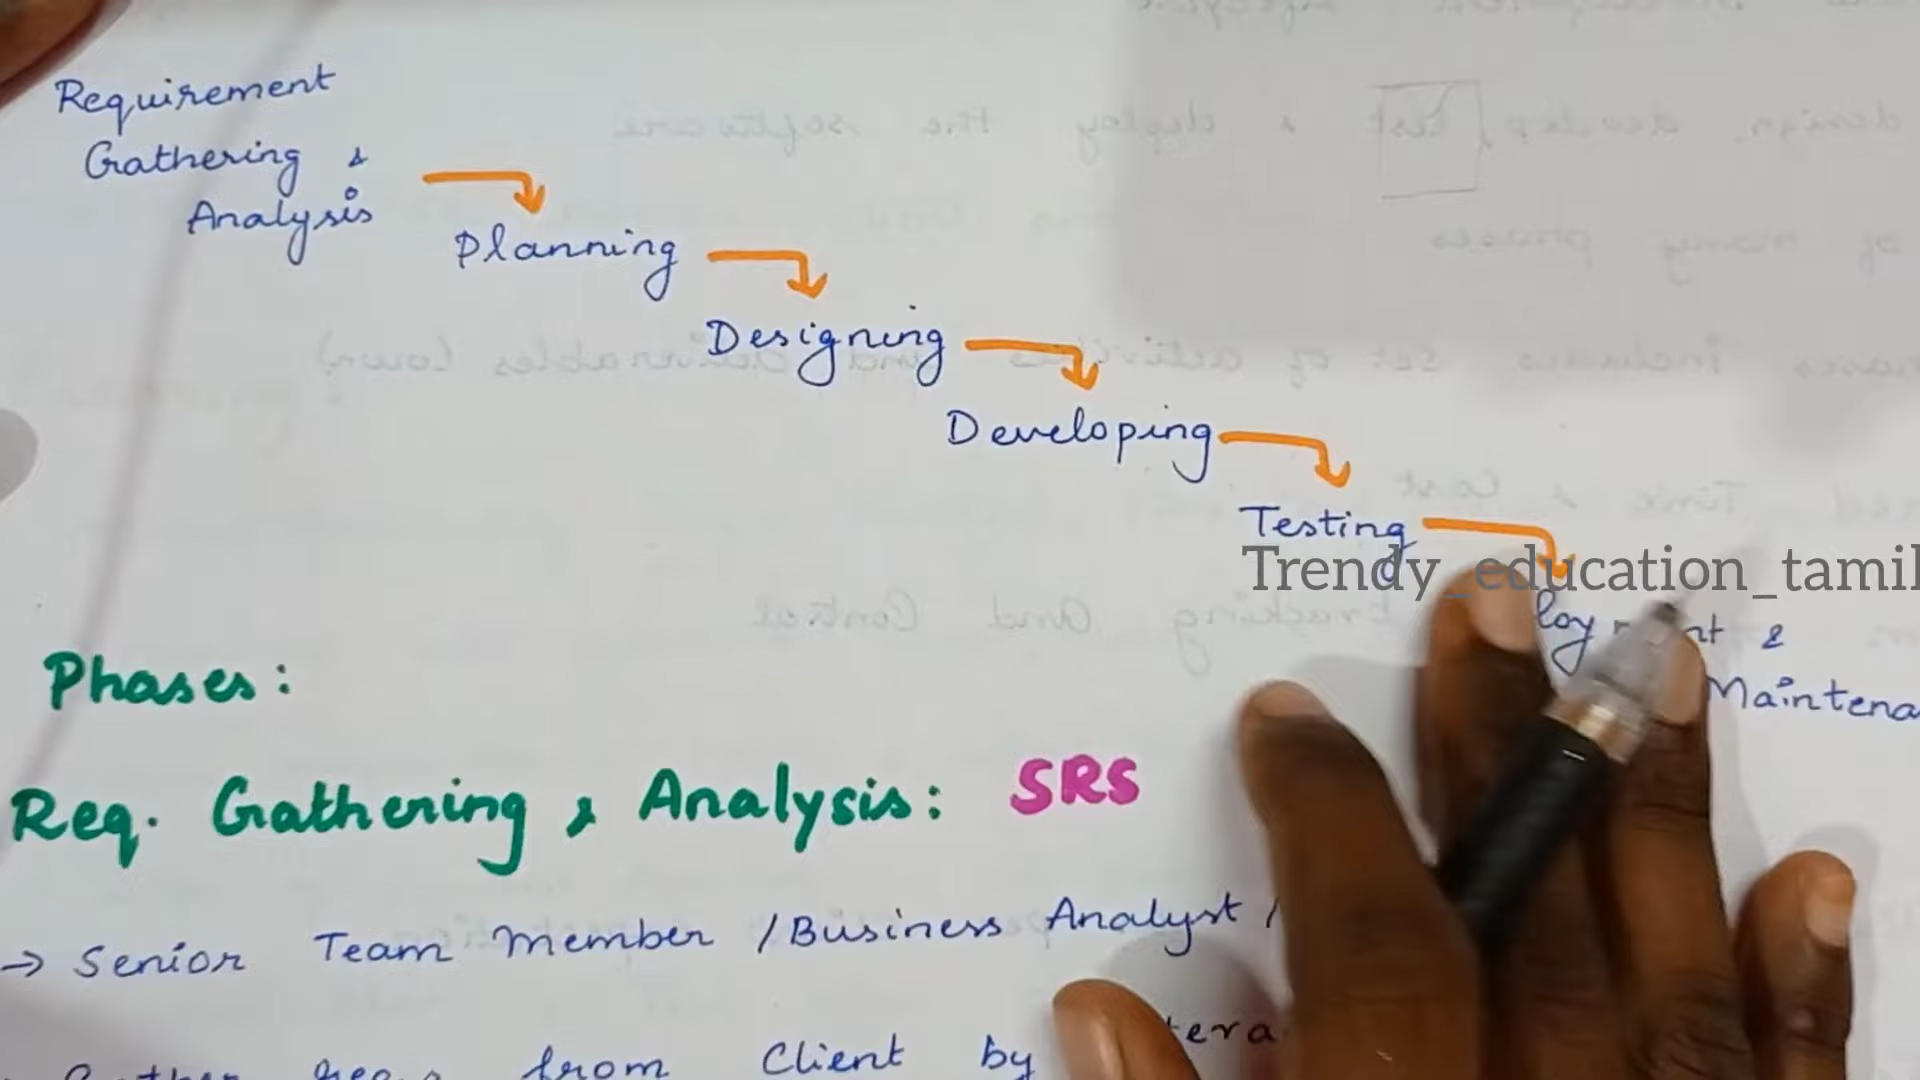 Requirement
Gathering &
Analysis
Planning
Designing
Developing
Testing
Trendy_education_tamil
&
Phases:
Req. Gathering & Analysis: SRS
→ Senior Team Member / Business Analyst /
from Client by